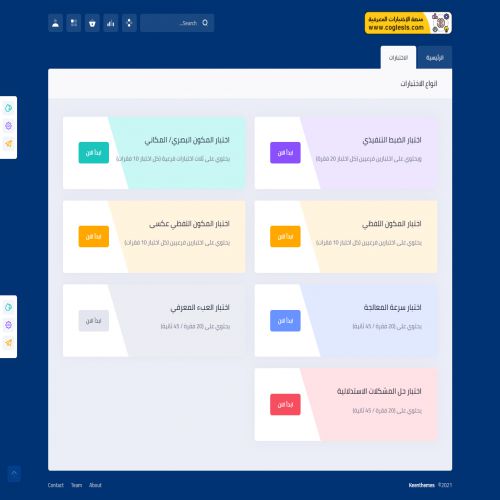 منصة الاختبارات المعرفية
www.cogtests.com
Search...
الرئيسية
الاختبارات
انواع الاختبارات
اختبار الضبط التنفيذي
ويحتوي على اختبارين فرعيين (كل اختبار 20 فقرة)
ابدأ الان
اختبار المكون البصري/ المكاني
يحتوي على ثلاث اختبارات فرعية (كل اختبار 10 فقرات)
ابدأ الان
اختبار المكون اللفظي
يحتوي على اختبارين فرعيين (كل اختبار 10 فقرات)
ابدأ الان
اختبار المكون اللفظي عكسي
يحتوي على اختبارين فرعيين (كل اختبار 10 فقرات)
ابدأ الان
اختبار سرعة المعالجة
يحتوي على (20 فقرة / 45 ثانية)
ابدأ الان
اختبار العبء المعرفي
يحتوي على (20 فقرة / 45 ثانية)
ابدأ الان
اختبار حل المشكلات الاستدلالية
يحتوي على (20 فقرة / 45 ثانية)
ابدأ الان
2021© Keenthemes
About
Team
Contact